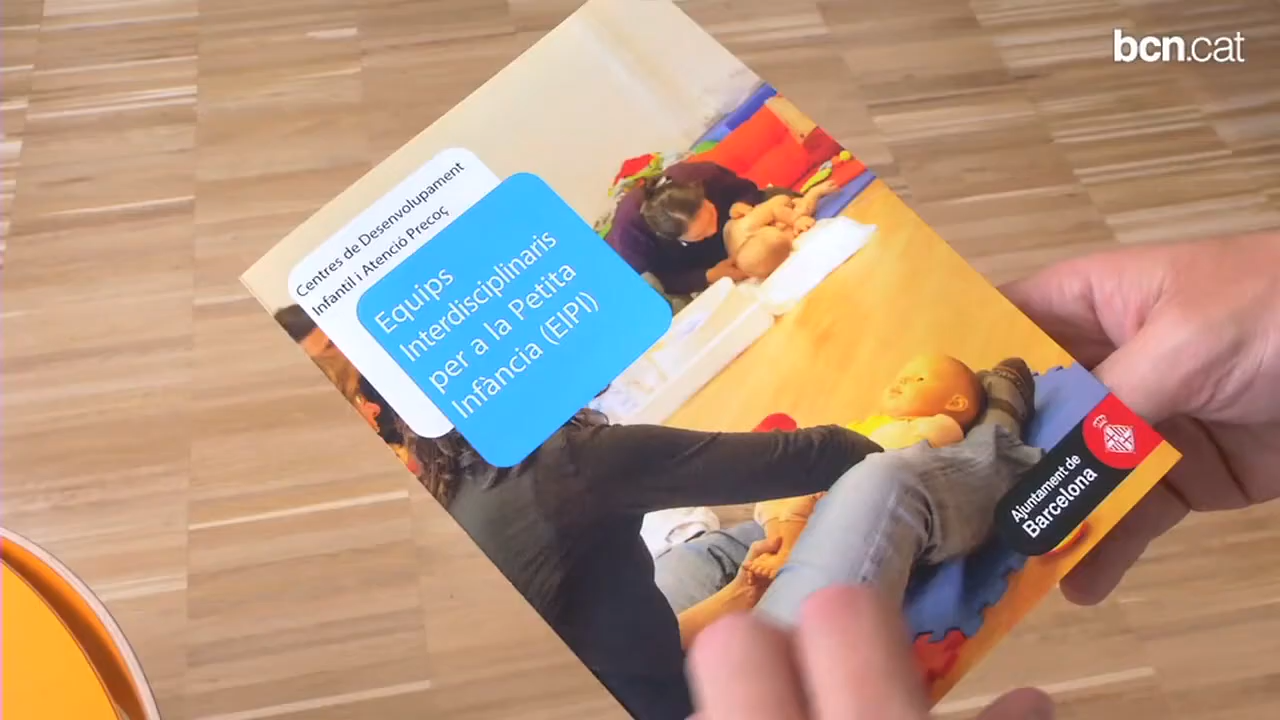 bcn.cat
Centres de Desenvolupament
Infantil i Atenció Precoç
Equips
Interdisciplinaris
per a la Petita
Infància (EIPI)
Ajuntament de
Barcelona